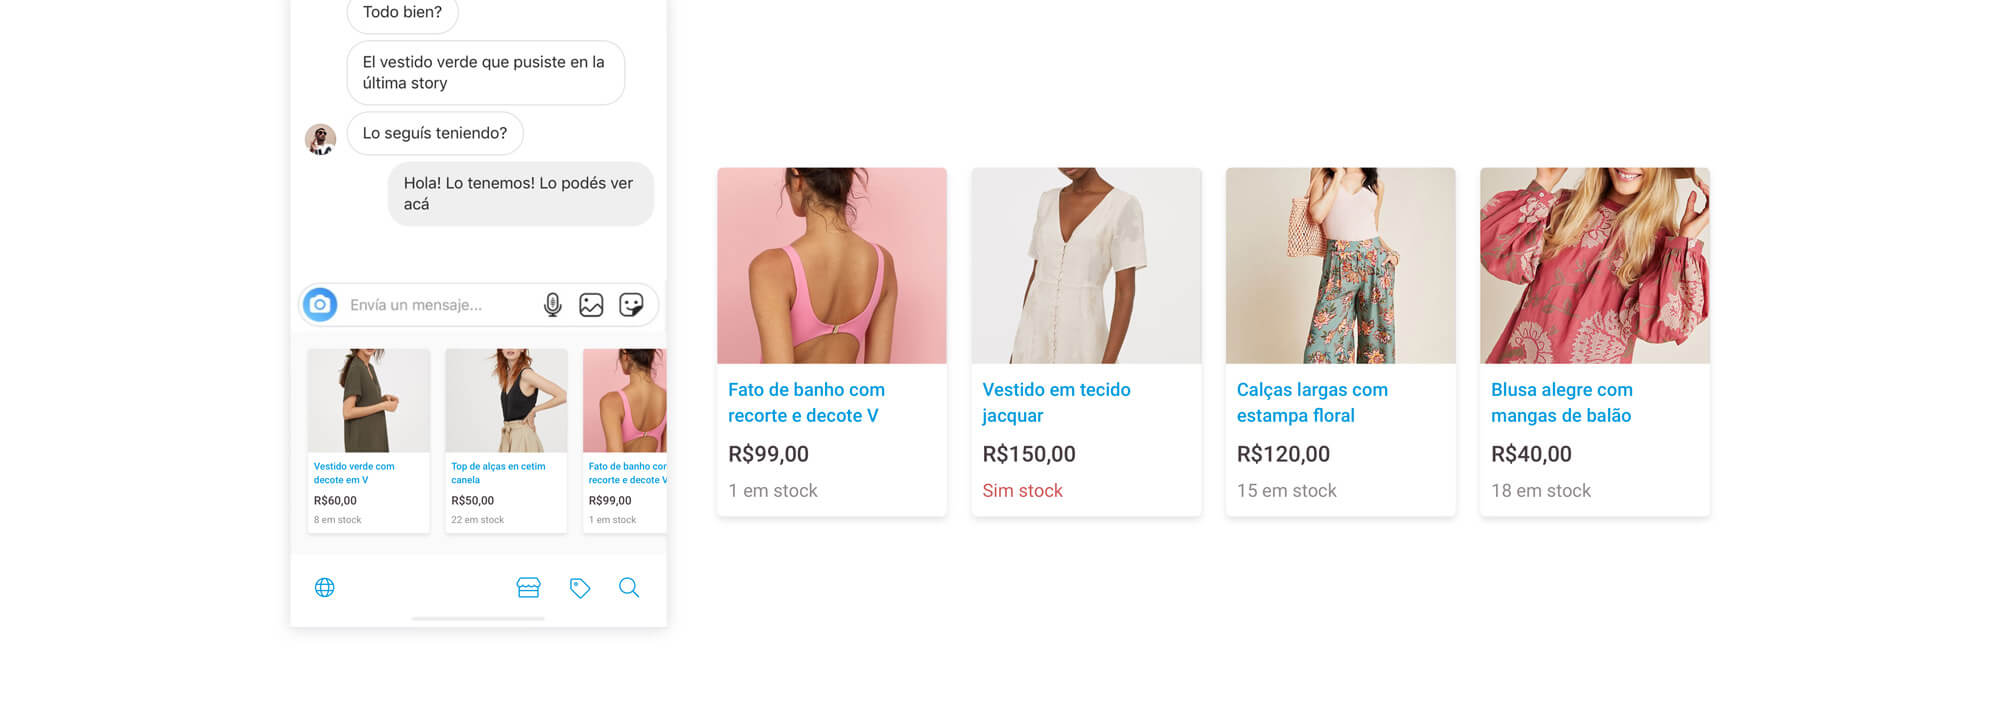 Todo bien?
El vestido verde que pusiste en la
última story
Lo seguís teniendo?
Hola! Lo tenemos! Lo podés ver
acá
Envía un mensaje...
Vestido verde com
decote em V
R$60,00
8 em stock
Top de alças en cetim
canela
R$50,00
22 em stock
Fato de banho cor
recorte e decote V
R$99,00
1 em stock
Fato de banho com
recorte e decote V
R$99,00
1 em stock
Vestido em tecido
jacquar
R$150,00
Sim stock
Calças largas com
estampa floral
R$120,00
15 em stock
Blusa alegre com
mangas de balão
R$40,00
18 em stock